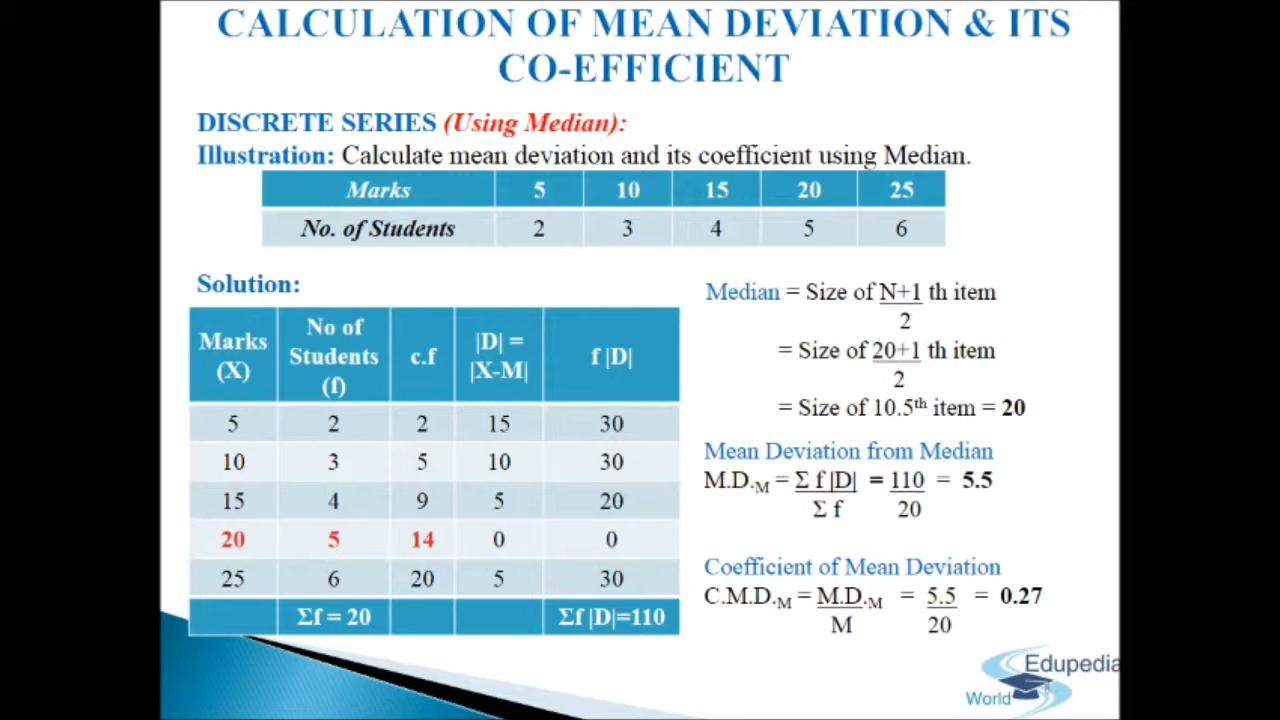 CALCULATION OF MEAN DEVIATION & ITS
CO-EFFICIENT
DISCRETE SERIES (Using Median):
Illustration: Calculate mean deviation and its coefficient using Median.
Marks 5 10 15 20 25
No. of Students 2 3 4 5 6
Solution:
Marks (X) No of Students (f) c.f |D| = |X-M| f |D|
5 2 2 15 30
10 3 5 10 30
15 4 9 5 20
20 5 14 0 0
25 6 20 5 30
Σf = 20 Σf |D|=110
Median = Size of N+1 th item
2
= Size of 20+1 th item
2
= Size of 10.5th item = 20
Mean Deviation from Median
M.D.M = Σ f |D| = 110 = 5.5
Σ f 20
Coefficient of Mean Deviation
C.M.D.M = M.D.M = 5.5 = 0.27
M 20
Edupedia
World